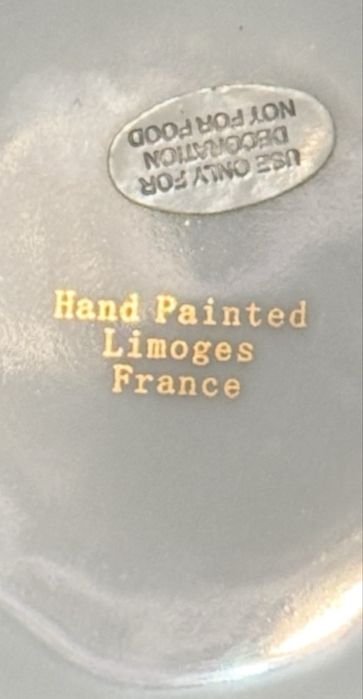 USE ONLY FOR
DECORATION
NOT FOR FOOD
Hand Painted
Limoges
France